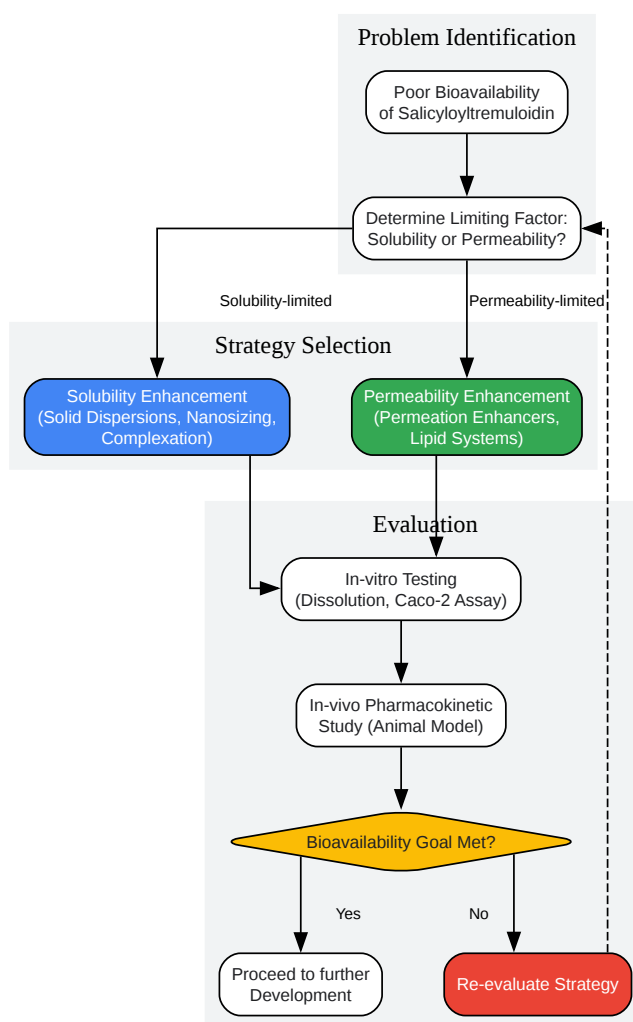 Problem Identification
Poor Bioavailability
of Salicyloyltremuloidin
Determine Limiting Factor:
Solubility or Permeability?
Solubility-limited
Permeability-limited
Strategy Selection
Solubility Enhancement
(Solid Dispersions, Nanosizing,
Complexation)
Permeability Enhancement
(Permeation Enhancers,
Lipid Systems)
Evaluation
In-vitro Testing
(Dissolution, Caco-2 Assay)
In-vivo Pharmacokinetic
Study (Animal Model)
Bioavailability Goal Met?
Yes
No
Proceed to further
Development
Re-evaluate Strategy